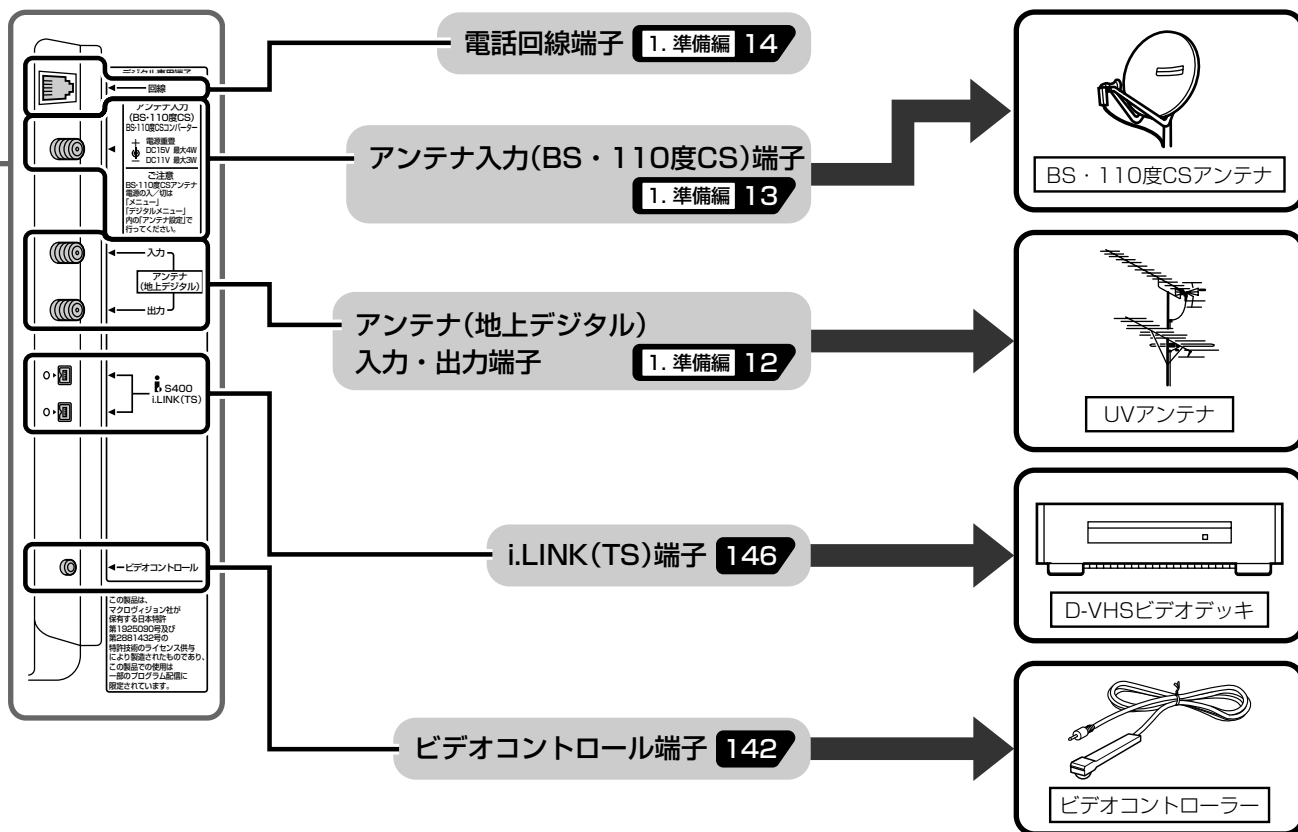 デジタル専用端子
回線
アンテナ入力
(BS・110度CS)
BS・110度CSコンバーター
電源重畳
DC15V 最大4W
DC11V 最大3W
ご注意
BS・110度CSアンテナ
電源の入／切は
「メニュー」
「デジタルメニュー」
内の「アンテナ設定」で
行ってください。
入力
アンテナ
(地上デジタル)
出力
S400
i.LINK(TS)
ビデオコントロール
この製品は、
マクロヴィジョン社が
保有する日本特許
第1925090号及び
第2881432号の
特許技術のライセンス供与
により製造されたものであり、
この製品での使用は
一部のプログラム配信に
限定されています。
電話回線端子 1. 準備編 14
アンテナ入力(BS・110度CS)端子
1. 準備編 13
アンテナ(地上デジタル)
入力・出力端子 1. 準備編 12
i.LINK(TS)端子 146
ビデオコントロール端子 142
BS・110度CSアンテナ
UVアンテナ
D-VHSビデオデッキ
ビデオコントローラー